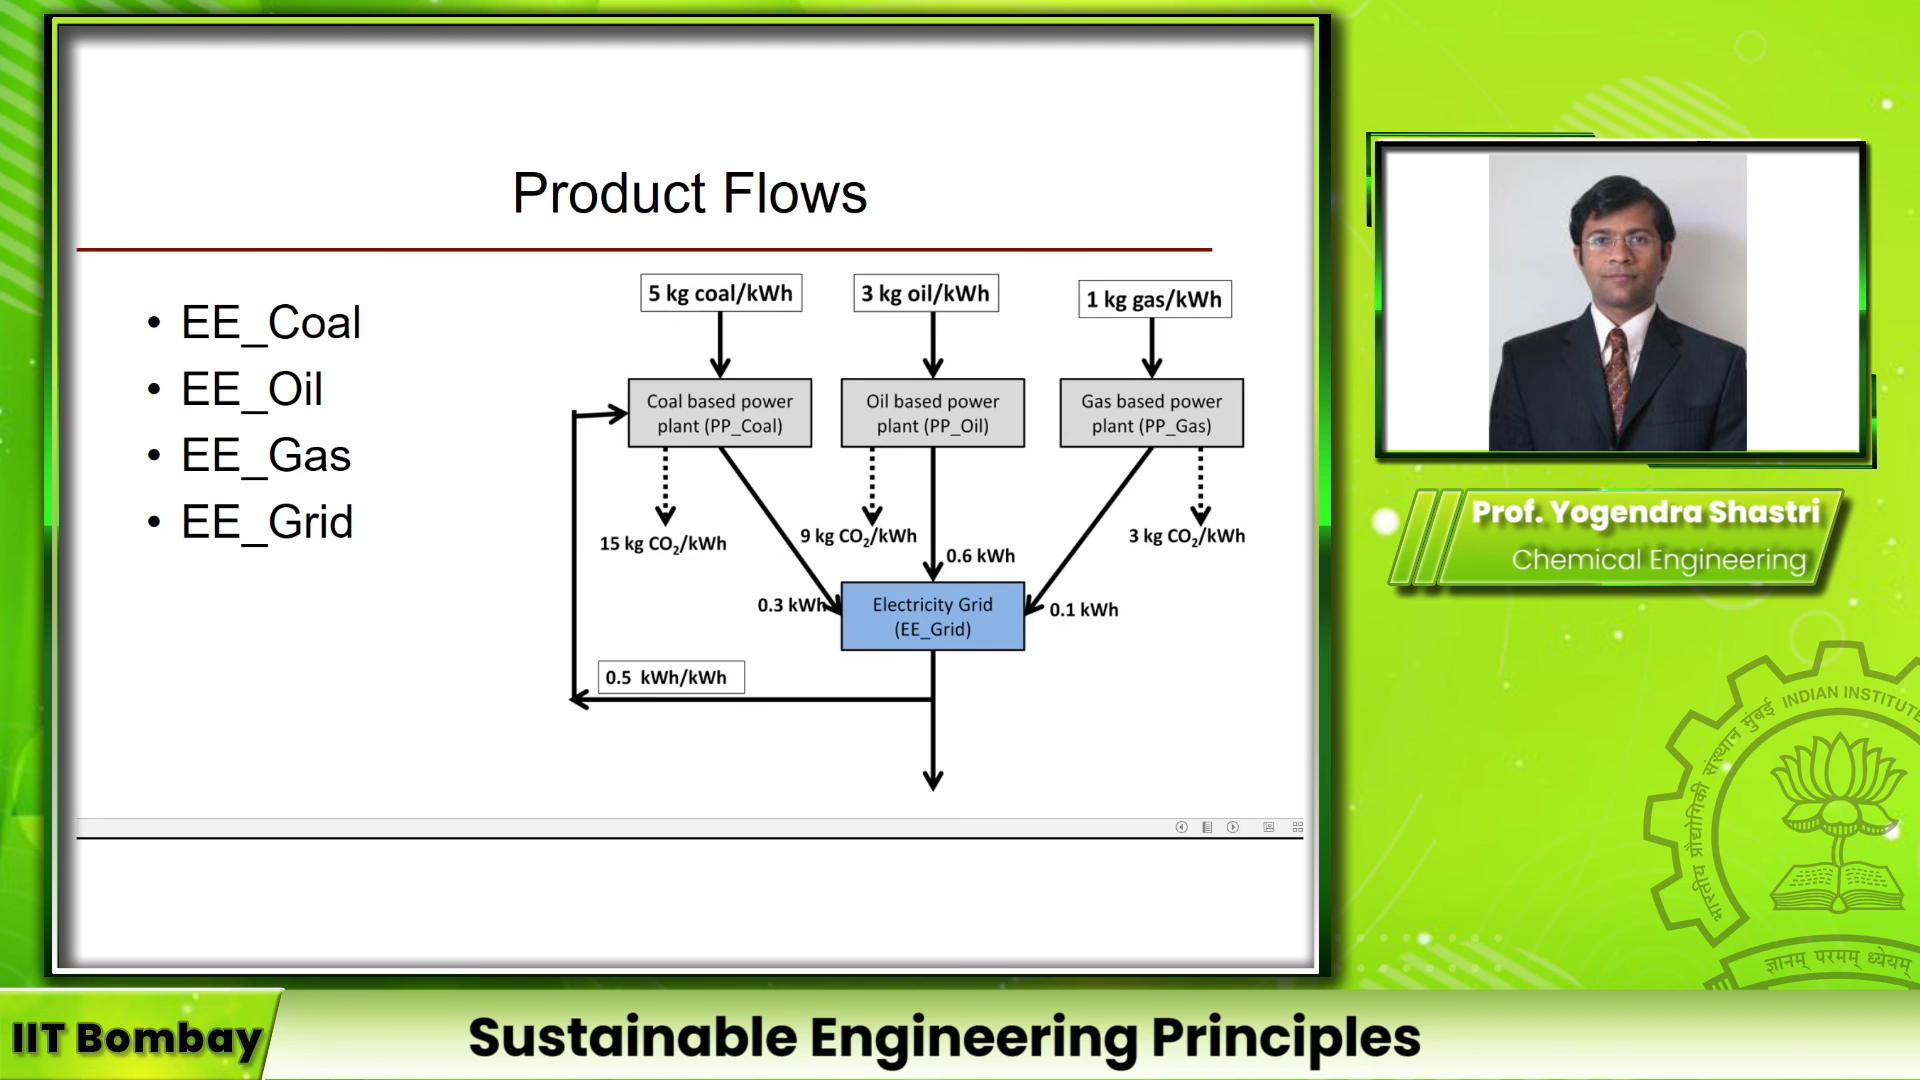 Product Flows
• EE_Coal
• EE_Oil
• EE_Gas
• EE_Grid
5 kg coal/kWh
3 kg oil/kWh
1 kg gas/kWh
Coal based power
plant (PP_Coal)
Oil based power
plant (PP_Oil)
Gas based power
plant (PP_Gas)
15 kg CO₂/kWh
9 kg CO₂/kWh
3 kg CO₂/kWh
0.6 kWh
0.3 kWh
0.1 kWh
Electricity Grid
(EE_Grid)
0.5 kWh/kWh
Prof. Yogendra Shastri
Chemical Engineering
भारतीय प्रौद्योगिकी संस्थान मुंबई
INDIAN INSTITUTE
ज्ञानम् परमम् ध्येयम्
IIT Bombay
Sustainable Engineering Principles